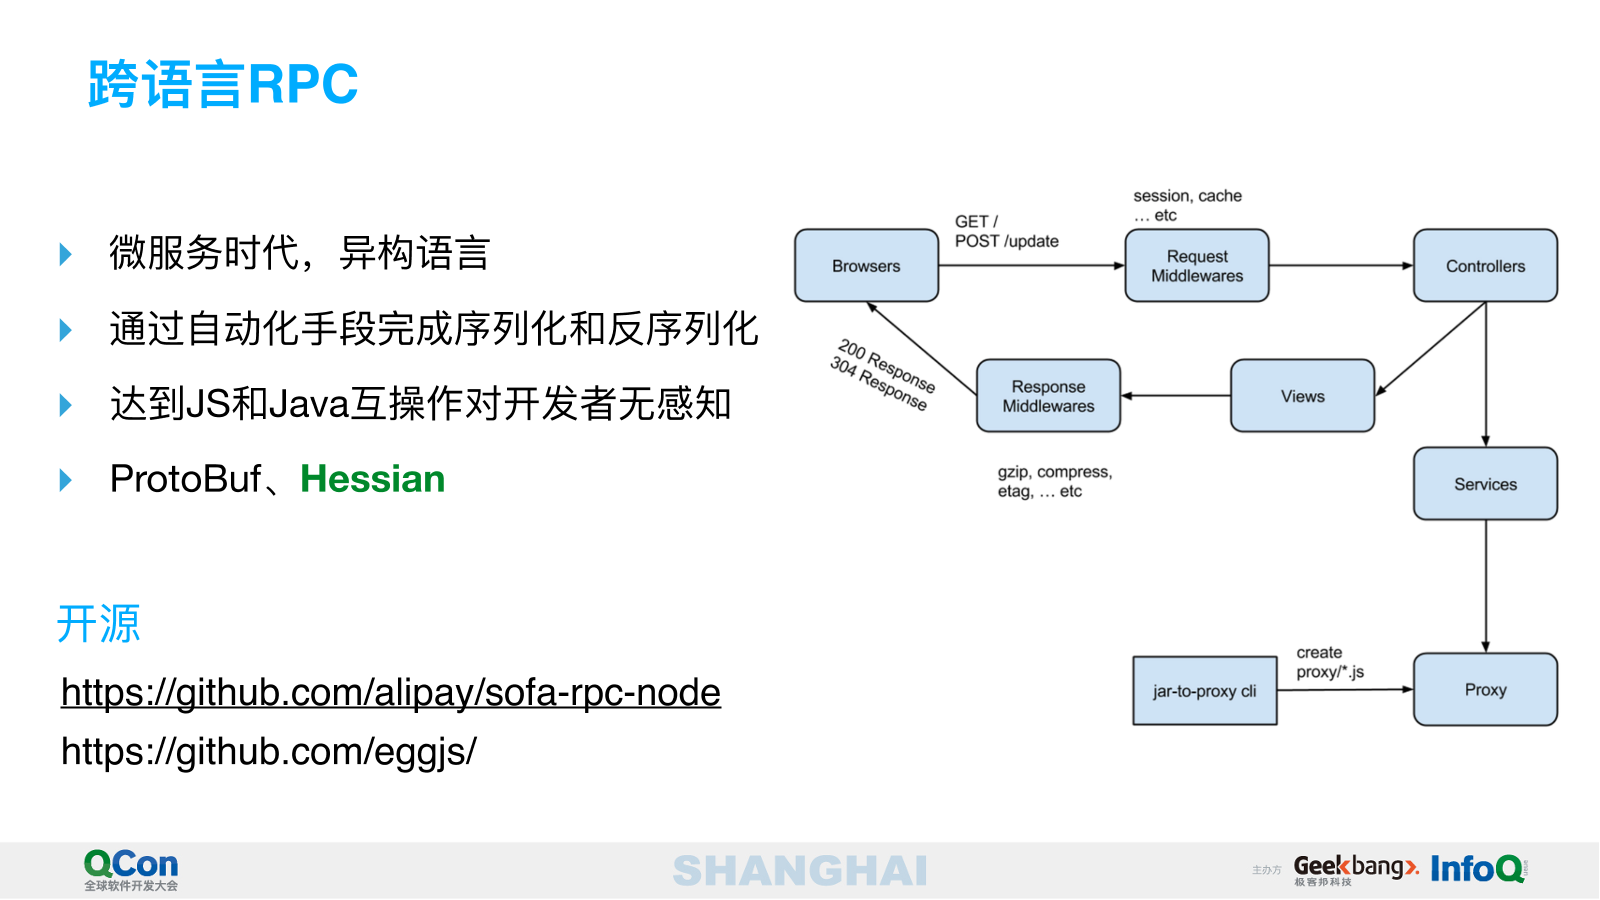 跨语言RPC
微服务时代，异构语言
通过自动化手段完成序列化和反序列化
达到JS和Java互操作对开发者无感知
ProtoBuf、Hessian
开源
https://github.com/alipay/sofa-rpc-node
https://github.com/eggjs/
session, cache
... etc
GET /
POST /update
Browsers
Request
Middlewares
Controllers
200 Response
304 Response
Response
Middlewares
Views
gzip, compress,
etag, ... etc
Services
create
proxy/*.js
jar-to-proxy cli
Proxy
QCon
全球软件开发大会
SHANGHAI
主办方
Geekbang>.
极客邦科技
InfoQ